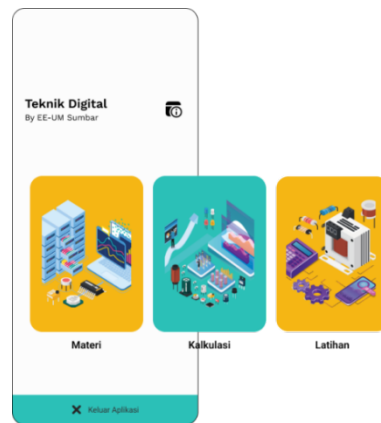 Teknik Digital
By EE-UM Sumbar
Materi
Kalkulasi
Latihan
Keluar Aplikasi